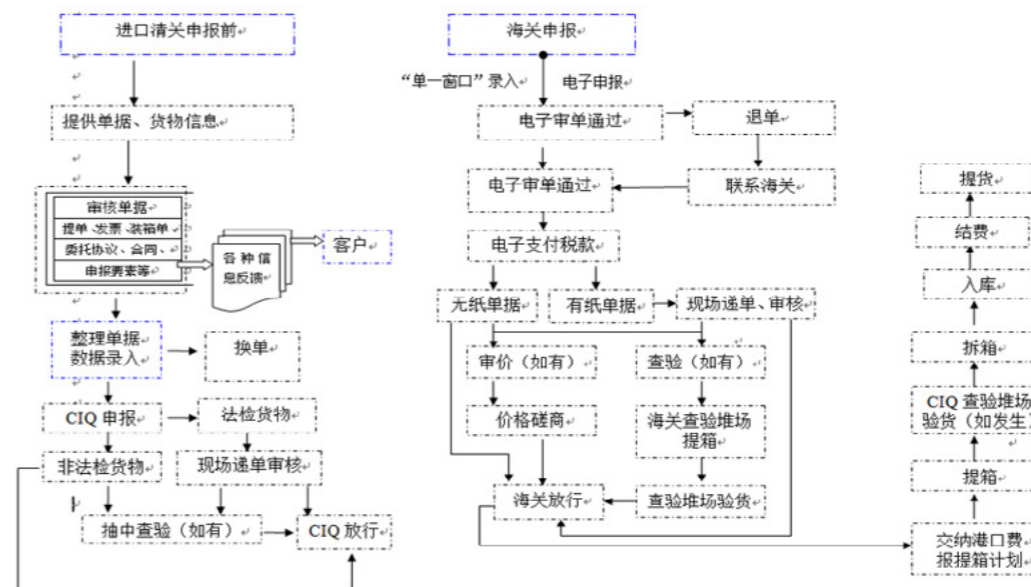 进口清关申报前
提供单据、货物信息
审核单据
提单、发票、装箱单、
委托协议、合同、
申报要素等
各种信
息反馈
客户
整理单据
数据录入
换单
CIQ 申报
法检货物
非法检货物
现场递单审核
抽中查验（如有）
CIQ 放行
海关申报
“单一窗口”录入
电子申报
电子审单通过
退单
电子审单通过
联系海关
电子支付税款
无纸单据
有纸单据
现场递单、审核
审价（如有）
查验（如有）
价格磋商
海关查验堆场
提箱
海关放行
查验堆场验货
提货
结费
入库
拆箱
CIQ 查验堆场
验货（如发生）
提箱
交纳港口费
报提箱计划